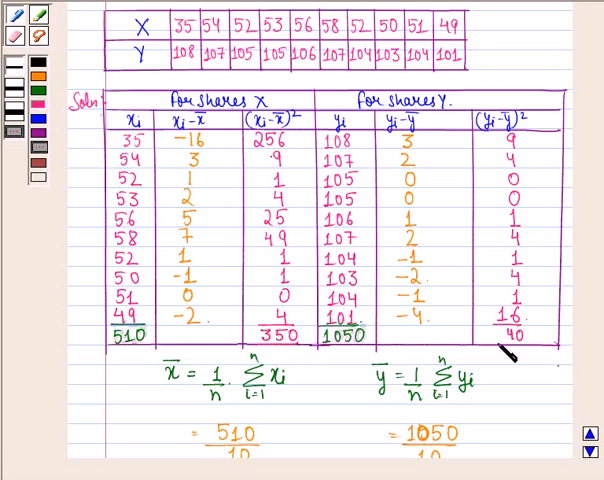 X 35 54 52 53 56 58 52 50 51 49
Y 108 107 105 105 106 107 104 103 104 101
Soln:
For shares X For shares Y.
xi xi-x̄ (xi-x̄)² yi yi-ȳ (yi-ȳ)²
35 -16 256 108 3 9
54 3 9 107 2 4
52 1 1 105 0 0
53 2 4 105 0 0
56 5 25 106 1 1
58 7 49 107 2 4
52 1 1 104 -1 1
50 -1 1 103 -2 4
51 0 0 104 -1 1
49 -2 4 101 -4 16
510 350 1050 40
x̄ = 1/n . n∑i=1 xi ȳ = 1/n n∑i=1 yi
= 510/10 = 1050/10